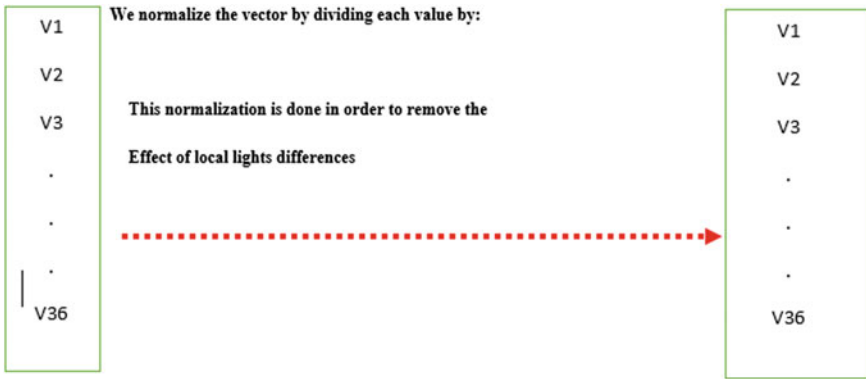 V1
V2
V3
.
.
.
V36
We normalize the vector by dividing each value by:
This normalization is done in order to remove the
Effect of local lights differences
V1
V2
V3
.
.
.
V36